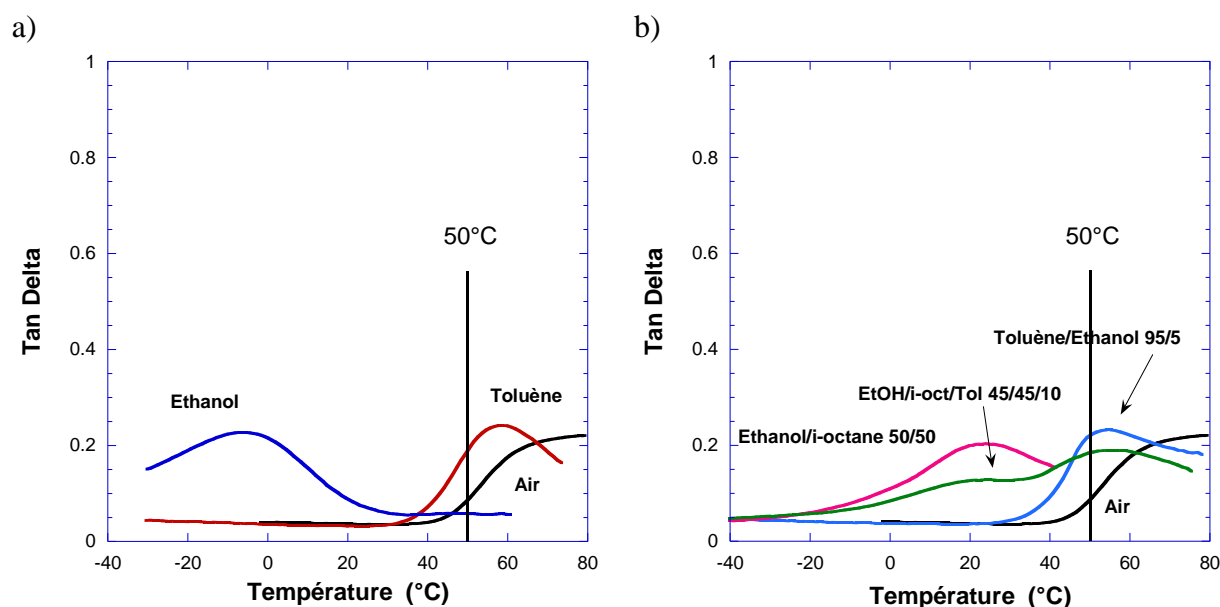 a)
b)
1
0.8
0.6
0.4
0.2
0
Tan Delta
50°C
Ethanol
Toluène
Air
-40 -20 0 20 40 60 80
Température (°C)
1
0.8
0.6
0.4
0.2
0
Tan Delta
50°C
Toluène/Ethanol 95/5
EtOH/i-oct/Tol 45/45/10
Ethanol/i-octane 50/50
Air
-40 -20 0 20 40 60 80
Température (°C)